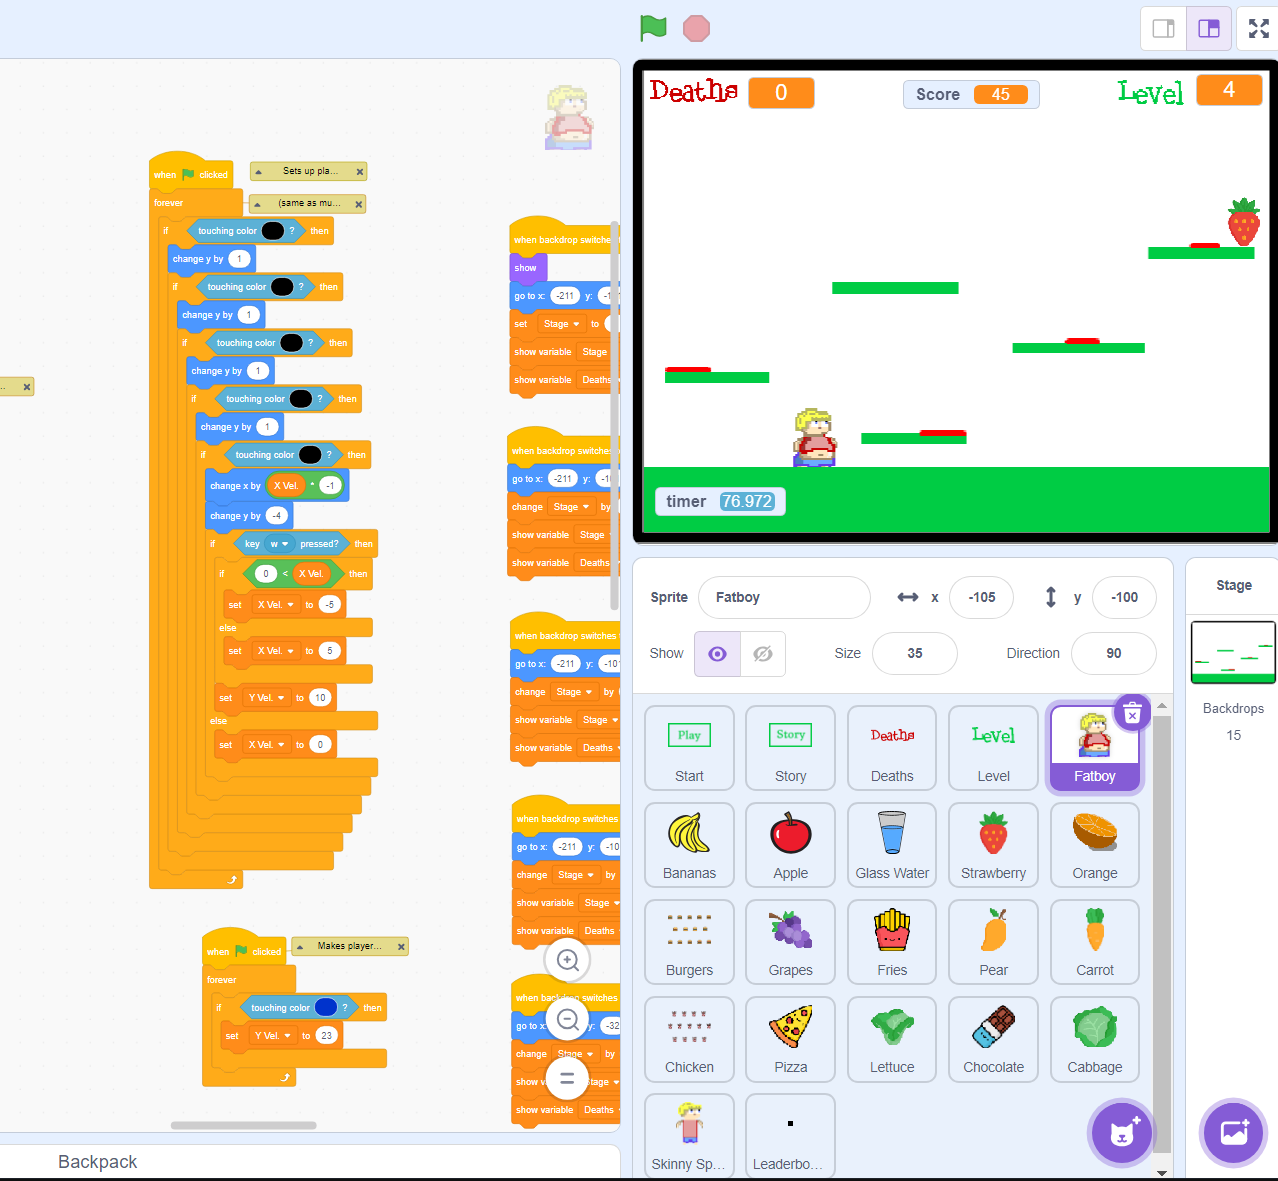 Deaths 0 Score 45 Level 4
timer 76.972
when clicked
Sets up pla...
forever
(same as mu...
if touching color ? then
change y by 1
if touching color ? then
change y by 1
if touching color ? then
change y by 1
if touching color ? then
change y by 1
if touching color ? then
change x by X Vel. * -1
change y by -4
if key w pressed? then
if 0 < X Vel. then
set X Vel. to -5
else
set X Vel. to 5
set Y Vel. to 10
else
set X Vel. to 0
when clicked
Makes player...
forever
if touching color ? then
set Y Vel. to 23
when backdrop switches
show
go to x: -211 y: -1
set Stage to
show variable Stage
show variable Deaths
when backdrop switches
go to x: -211 y: -1
change Stage by
show variable Stage
show variable Deaths
when backdrop switches
go to x: -211 y: -10
change Stage by
show variable Stage
show variable Deaths
when backdrop switches
go to x: -211 y: -10
change Stage by
show variable Stage
show variable Deaths
when backdrop switches
go to x: y: -32
change Stage by
show variable Stage
show variable Deaths
Backpack
Sprite Fatboy x -105 y -100
Show Size 35 Direction 90
Play
Start
Story
Story
Deaths
Deaths
Level
Level
Fatboy
Bananas
Apple
Glass Water
Strawberry
Orange
Burgers
Grapes
Fries
Pear
Carrot
Chicken
Pizza
Lettuce
Chocolate
Cabbage
Skinny Sp...
Leaderbo...
Stage
Backdrops
15